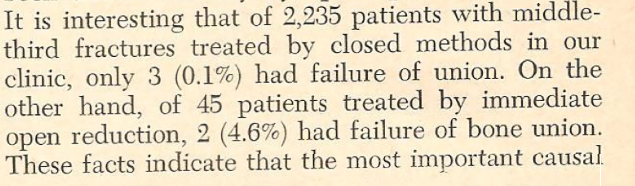 It is interesting that of 2,235 patients with middle-
third fractures treated by closed methods in our
clinic, only 3 (0.1%) had failure of union. On the
other hand, of 45 patients treated by immediate
open reduction, 2 (4.6%) had failure of bone union.
These facts indicate that the most important causal